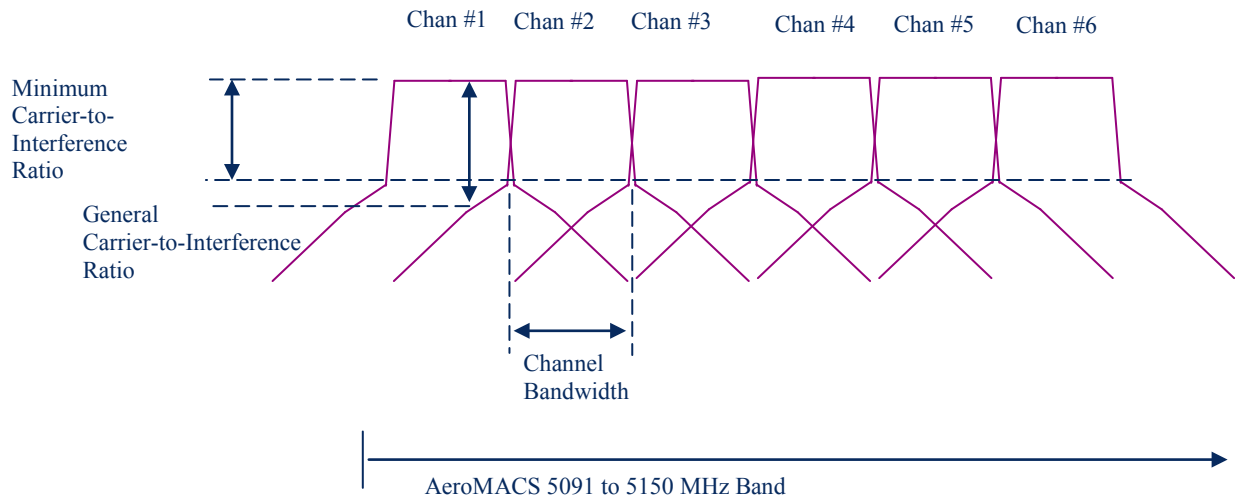 Chan #1
Chan #2
Chan #3
Chan #4
Chan #5
Chan #6
Minimum
Carrier-to-
Interference
Ratio
General
Carrier-to-Interference
Ratio
Channel
Bandwidth
AeroMACS 5091 to 5150 MHz Band